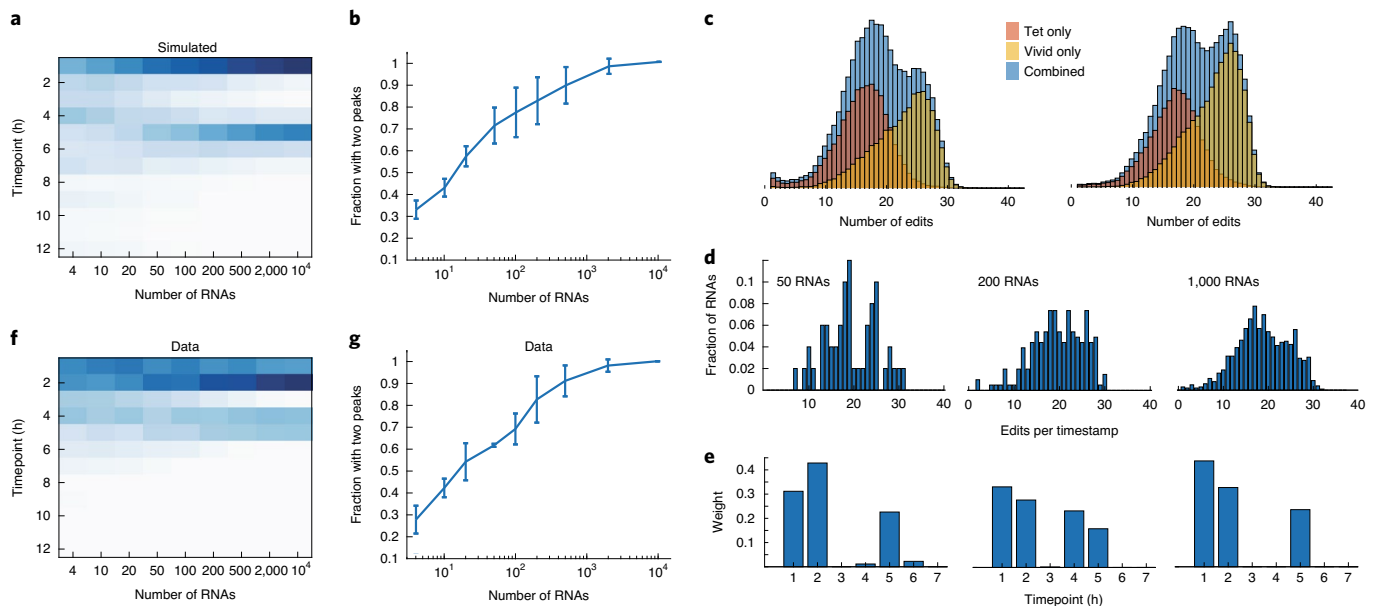 a
Simulated
Timepoint (h)
2
4
6
8
10
12
4 10 20 50 100 200 500 2,000 10⁴
Number of RNAs
b
Fraction with two peaks
1
0.9
0.8
0.7
0.6
0.5
0.4
0.3
0.2
0.1
10¹ 10² 10³ 10⁴
Number of RNAs
c
Tet only
Vivid only
Combined
0 10 20 30 40
Number of edits
0 10 20 30 40
Number of edits
d
Fraction of RNAs
0.1
0.08
0.06
0.04
0.02
0
50 RNAs
200 RNAs
1,000 RNAs
10 20 30 40
0 10 20 30 40
0 10 20 30 40
Edits per timestamp
e
Weight
0.4
0.3
0.2
0.1
1 2 3 4 5 6 7
1 2 3 4 5 6 7
1 2 3 4 5 6 7
Timepoint (h)
f
Data
Timepoint (h)
2
4
6
8
10
12
4 10 20 50 100 200 500 2,000 10⁴
Number of RNAs
g
Data
Fraction with two peaks
1
0.9
0.8
0.7
0.6
0.5
0.4
0.3
0.2
0.1
10¹ 10² 10³ 10⁴
Number of RNAs